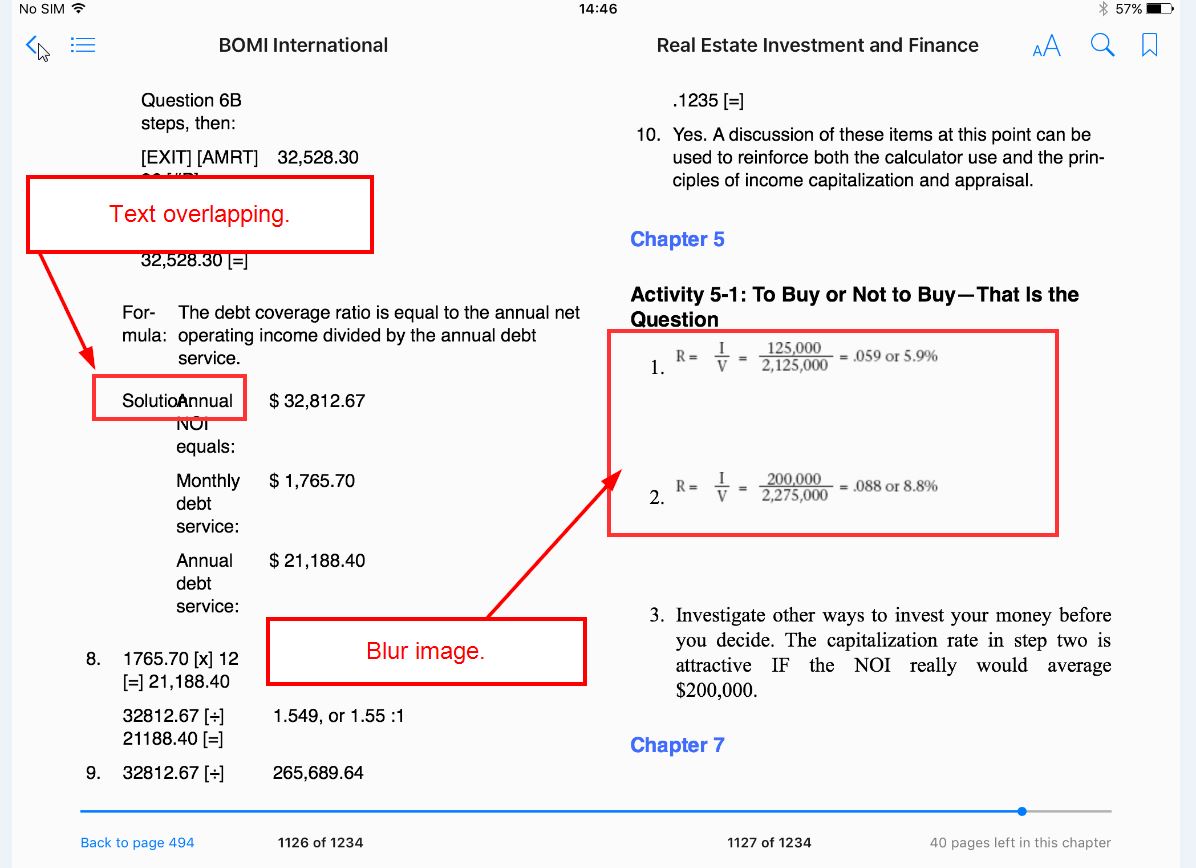 No SIM 14:46 57%
BOMI International Real Estate Investment and Finance AA
Question 6B
steps, then:
[EXIT] [AMRT] 32,528.30
Text overlapping.
32,528.30 [=]
For- The debt coverage ratio is equal to the annual net
mula: operating income divided by the annual debt
service.
Solution: Annual $ 32,812.67
NOI
equals:
Monthly $ 1,765.70
debt
service:
Annual $ 21,188.40
debt
service:
Blur image.
8. 1765.70 [x] 12
[=] 21,188.40
32812.67 [÷] 1.549, or 1.55 :1
21188.40 [=]
9. 32812.67 [÷] 265,689.64
.1235 [=]
10. Yes. A discussion of these items at this point can be
used to reinforce both the calculator use and the prin-
ciples of income capitalization and appraisal.
Chapter 5
Activity 5-1: To Buy or Not to Buy—That Is the
Question
1. R = I/V = 125,000/2,125,000 = .059 or 5.9%
2. R = I/V = 200,000/2,275,000 = .088 or 8.8%
3. Investigate other ways to invest your money before
you decide. The capitalization rate in step two is
attractive IF the NOI really would average
$200,000.
Chapter 7
Back to page 494 1126 of 1234 1127 of 1234 40 pages left in this chapter